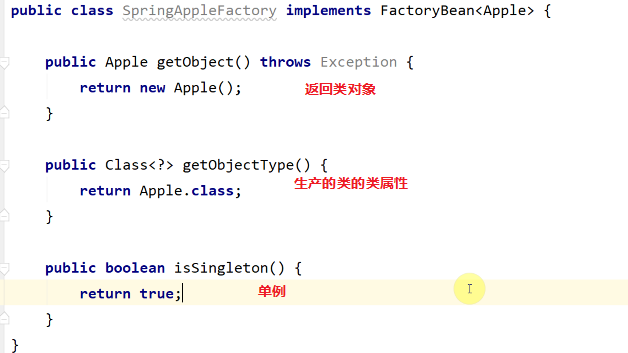 public class SpringAppleFactory implements FactoryBean<Apple> {
public Apple getObject() throws Exception {
return new Apple(); 返回类对象
}
public Class<?> getObjectType() {
return Apple.class; 生产的类的类属性
}
public boolean isSingleton() {
return true; 单例
}
}